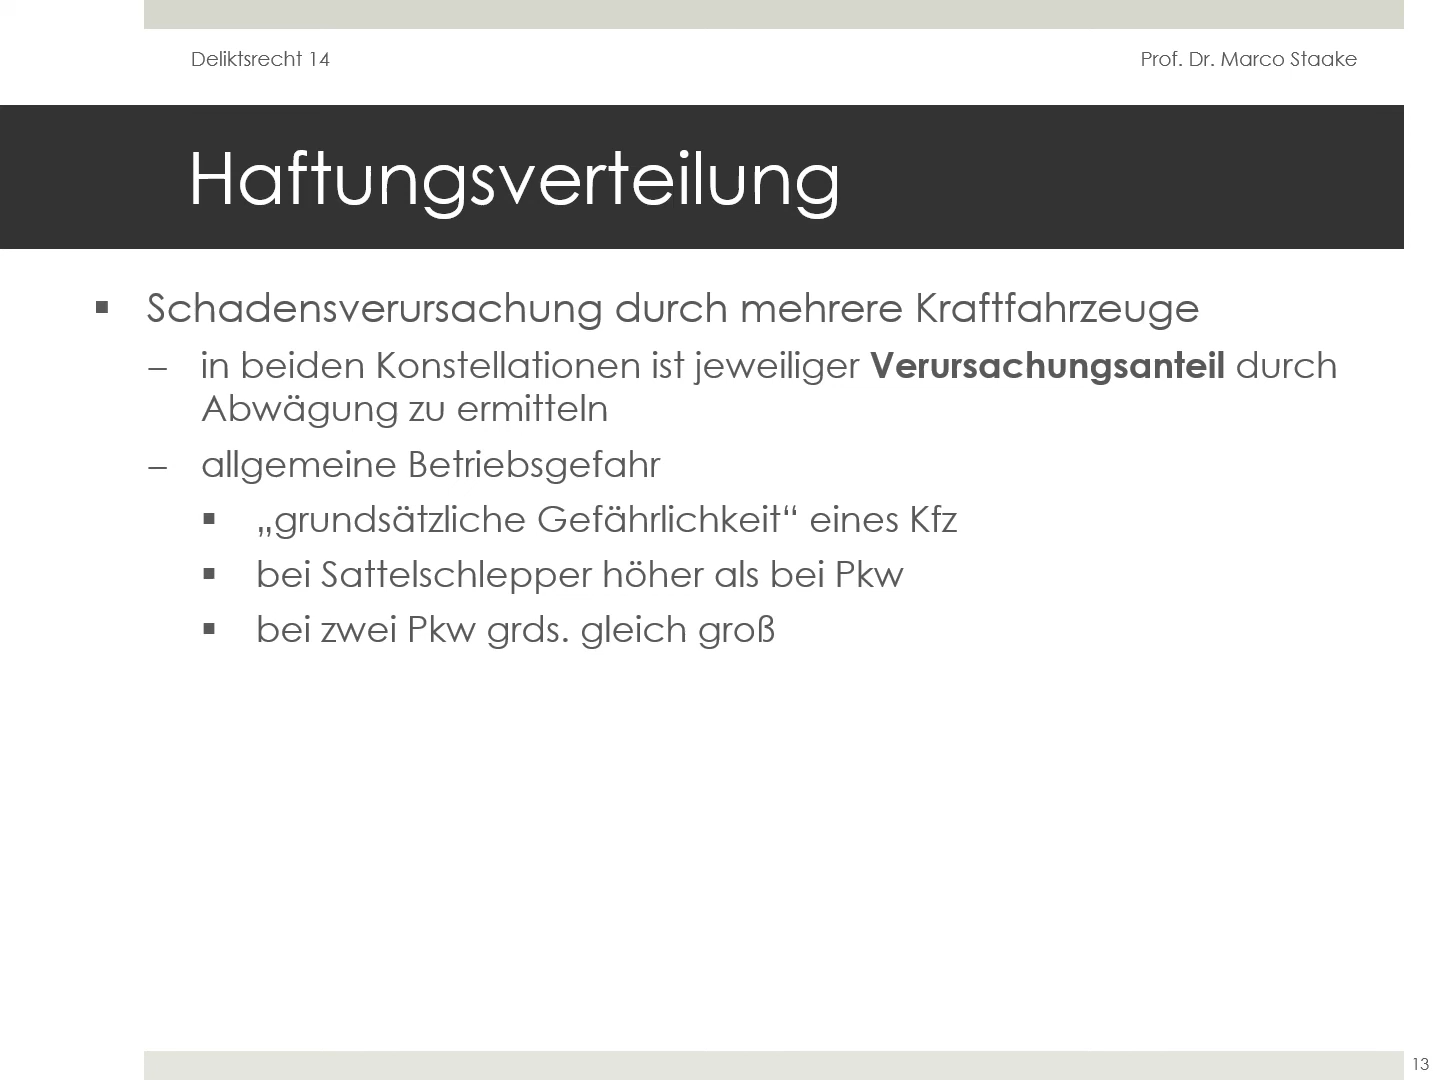 Deliktsrecht 14
Prof. Dr. Marco Staake
Haftungsverteilung
▪ Schadensverursachung durch mehrere Kraftfahrzeuge
– in beiden Konstellationen ist jeweiliger Verursachungsanteil durch
Abwägung zu ermitteln
– allgemeine Betriebsgefahr
▪ „grundsätzliche Gefährlichkeit“ eines Kfz
▪ bei Sattelschlepper höher als bei Pkw
▪ bei zwei Pkw grds. gleich groß
13